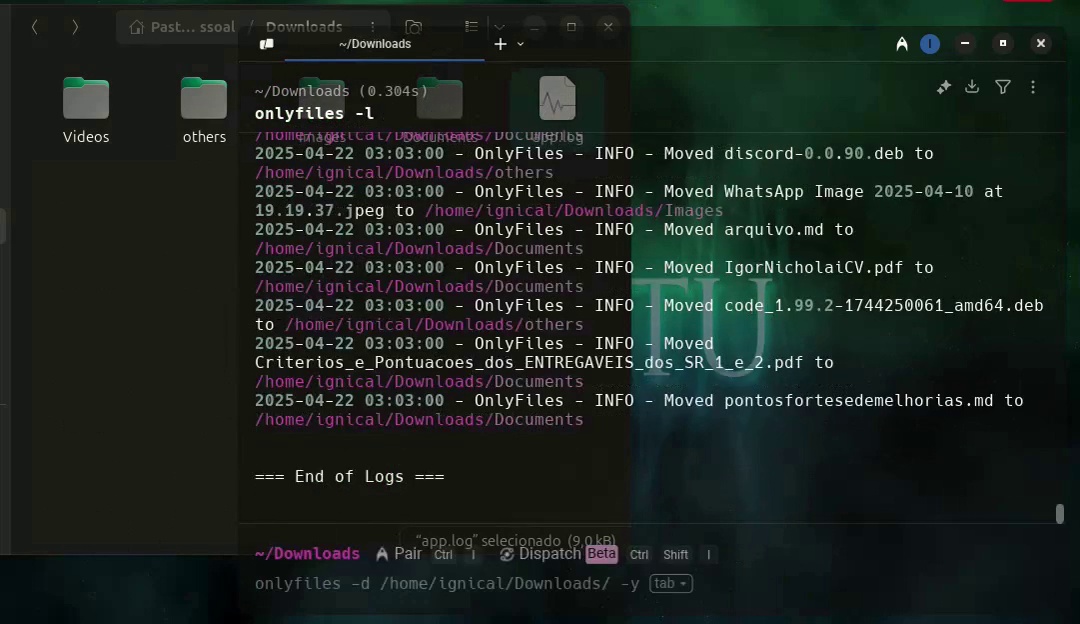 Past... ssoal / Downloads
~/Downloads
I
Videos
others
Images
Documents
app.log
~/Downloads (0.304s)
onlyfiles -l
/home/ignical/Downloads/Documents
2025-04-22 03:03:00 - OnlyFiles - INFO - Moved discord-0.0.90.deb to
/home/ignical/Downloads/others
2025-04-22 03:03:00 - OnlyFiles - INFO - Moved WhatsApp Image 2025-04-10 at
19.19.37.jpeg to /home/ignical/Downloads/Images
2025-04-22 03:03:00 - OnlyFiles - INFO - Moved arquivo.md to
/home/ignical/Downloads/Documents
2025-04-22 03:03:00 - OnlyFiles - INFO - Moved IgorNicholaiCV.pdf to
/home/ignical/Downloads/Documents
2025-04-22 03:03:00 - OnlyFiles - INFO - Moved code_1.99.2-1744250061_amd64.deb
to /home/ignical/Downloads/others
2025-04-22 03:03:00 - OnlyFiles - INFO - Moved
Criterios_e_Pontuacoes_dos_ENTREGAVEIS_dos_SR_1_e_2.pdf to
/home/ignical/Downloads/Documents
2025-04-22 03:03:00 - OnlyFiles - INFO - Moved pontosfortesedemelhorias.md to
/home/ignical/Downloads/Documents
TU
=== End of Logs ===
“app.log” selecionado (9,0 kB)
~/Downloads Pair Ctrl I Dispatch Beta Ctrl Shift I
onlyfiles -d /home/ignical/Downloads/ -y tab